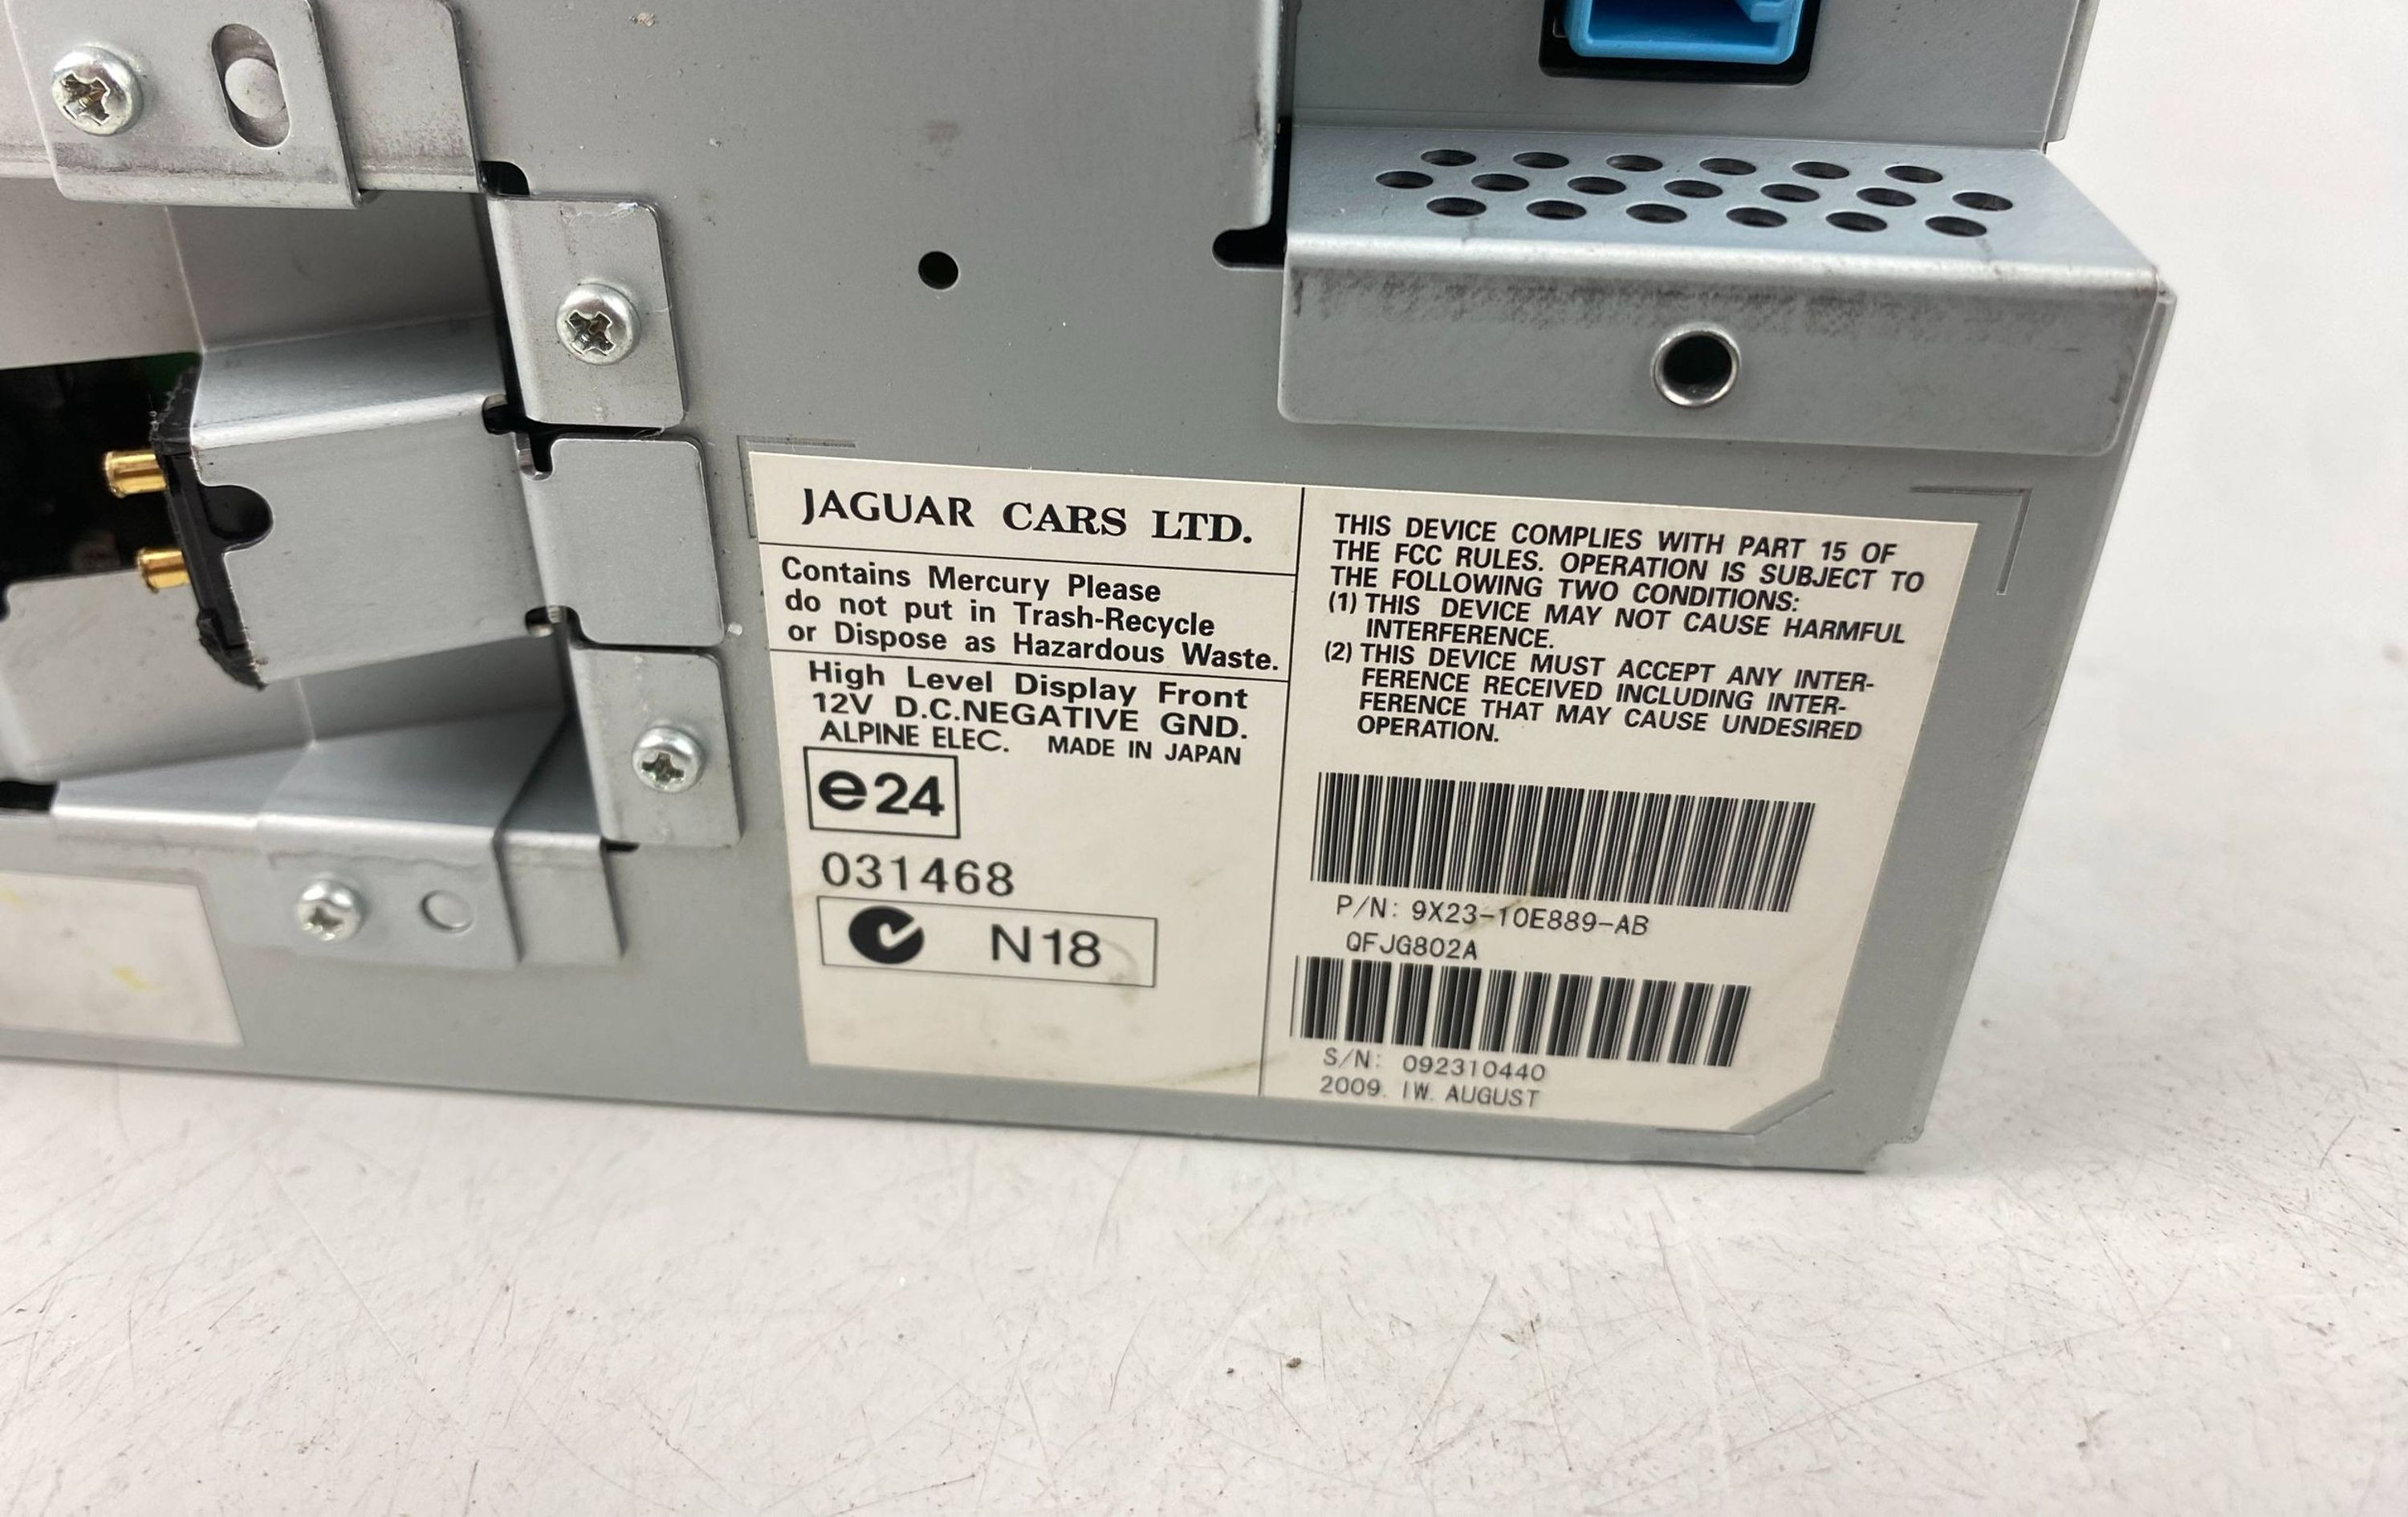 JAGUAR CARS LTD.
Contains Mercury Please
do not put in Trash-Recycle
or Dispose as Hazardous Waste.
High Level Display Front
12V D.C.NEGATIVE GND.
ALPINE ELEC. MADE IN JAPAN
e24
031468
N18
THIS DEVICE COMPLIES WITH PART 15 OF
THE FCC RULES. OPERATION IS SUBJECT TO
THE FOLLOWING TWO CONDITIONS:
(1) THIS DEVICE MAY NOT CAUSE HARMFUL
INTERFERENCE.
(2) THIS DEVICE MUST ACCEPT ANY INTER-
FERENCE RECEIVED INCLUDING INTER-
FERENCE THAT MAY CAUSE UNDESIRED
OPERATION.
P/N: 9X23-10E889-AB
QFJG802A
S/N: 092310440
2009. 1W. AUGUST